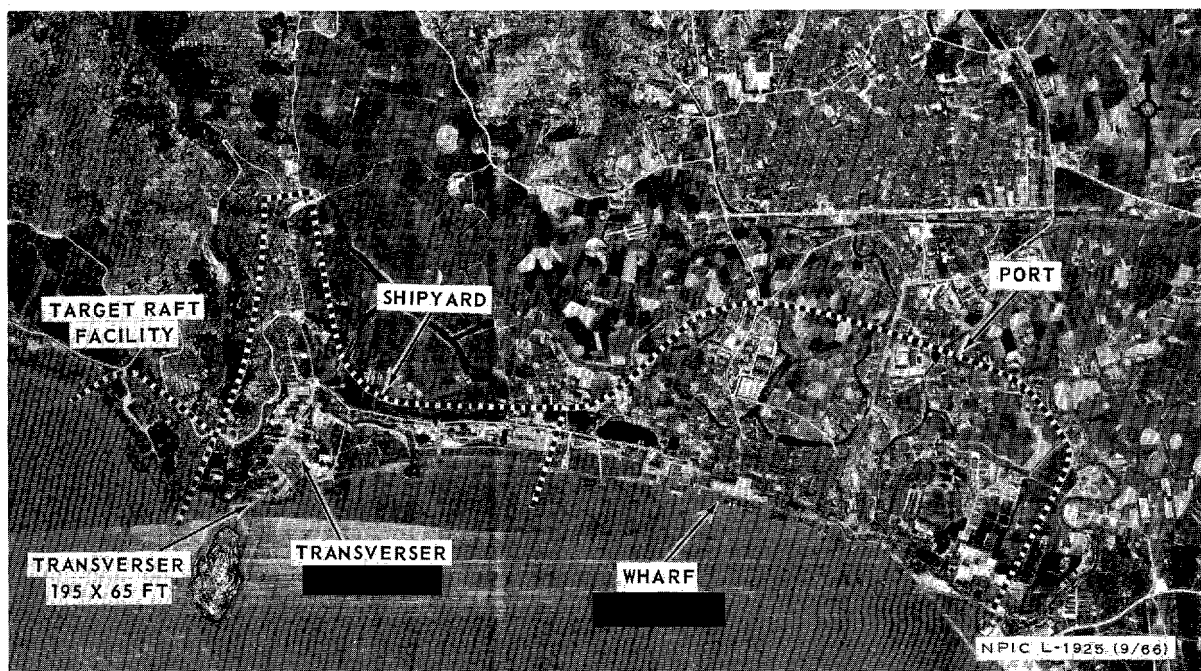 PORT
SHIPYARD
TARGET RAFT
FACILITY
TRANSVERSER
195 X 65 FT
TRANSVERSER
WHARF
NPIC L-1925 (9/66)